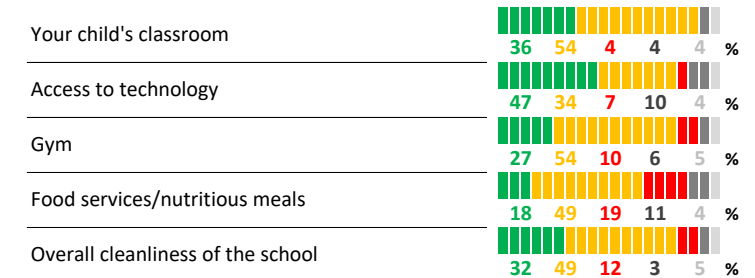 Your child's classroom
36 54 4 4 4 %
Access to technology
47 34 7 10 4 %
Gym
27 54 10 6 5 %
Food services/nutritious meals
18 49 19 11 4 %
Overall cleanliness of the school
32 49 12 3 5 %